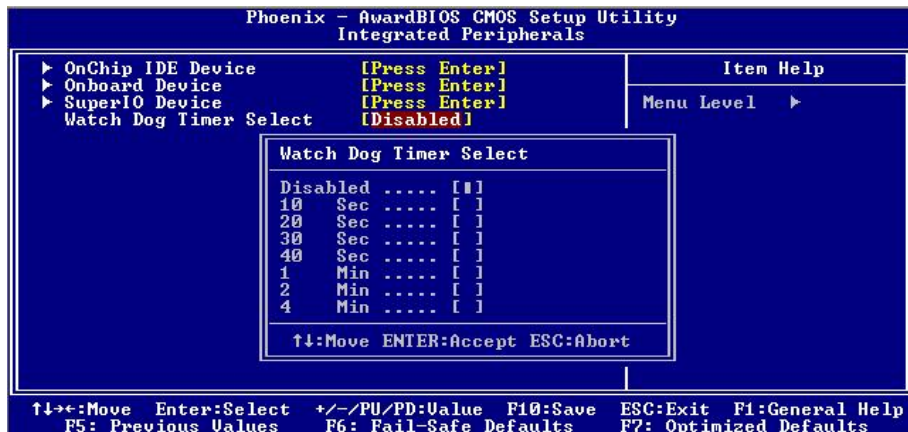 Phoenix - AwardBIOS CMOS Setup Utility
Integrated Peripherals
► OnChip IDE Device [Press Enter]
► Onboard Device [Press Enter]
► SuperIO Device [Press Enter]
Watch Dog Timer Select [Disabled]
Item Help
Menu Level ►
Watch Dog Timer Select
Disabled ..... [■]
10 Sec ..... [ ]
20 Sec ..... [ ]
30 Sec ..... [ ]
40 Sec ..... [ ]
1 Min ..... [ ]
2 Min ..... [ ]
4 Min ..... [ ]
↑↓:Move ENTER:Accept ESC:Abort
↑↓→←:Move Enter:Select +/-/PU/PD:Value F10:Save ESC:Exit F1:General Help
F5: Previous Values F6: Fail-Safe Defaults F7: Optimized Defaults